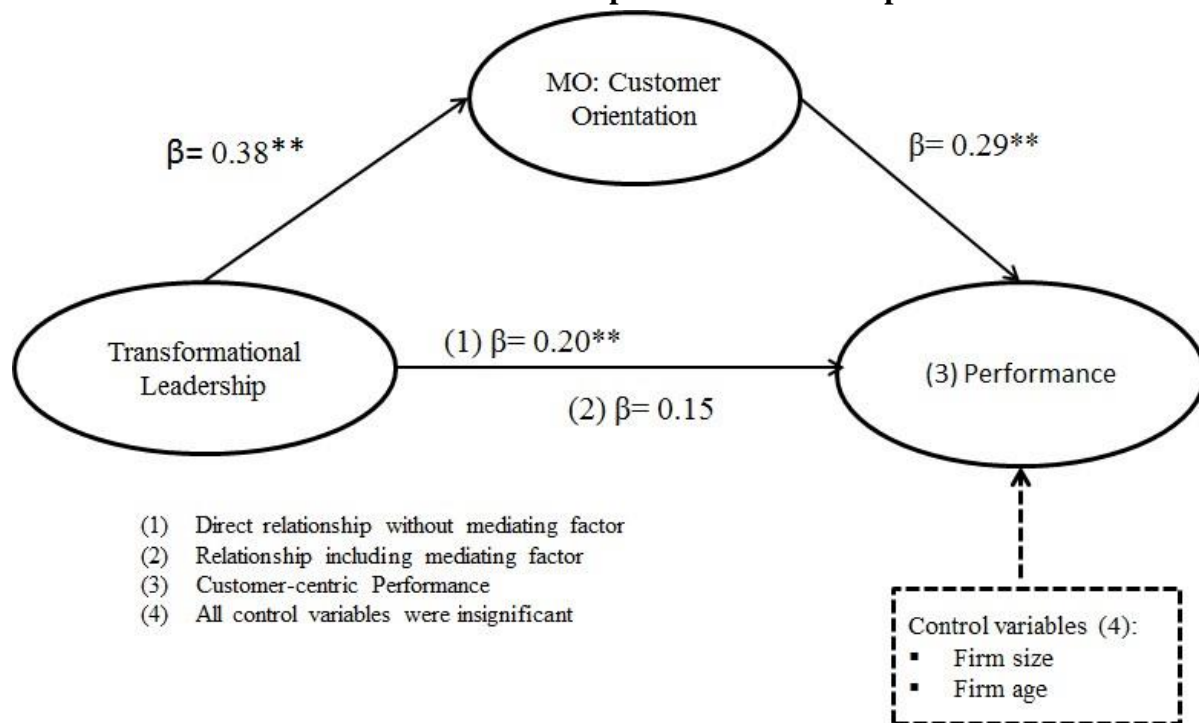 MO: Customer
Orientation
β= 0.38**
β= 0.29**
Transformational
Leadership
(1) β= 0.20**
(2) β= 0.15
(3) Performance
(1) Direct relationship without mediating factor
(2) Relationship including mediating factor
(3) Customer-centric Performance
(4) All control variables were insignificant
Control variables (4):
▪ Firm size
▪ Firm age